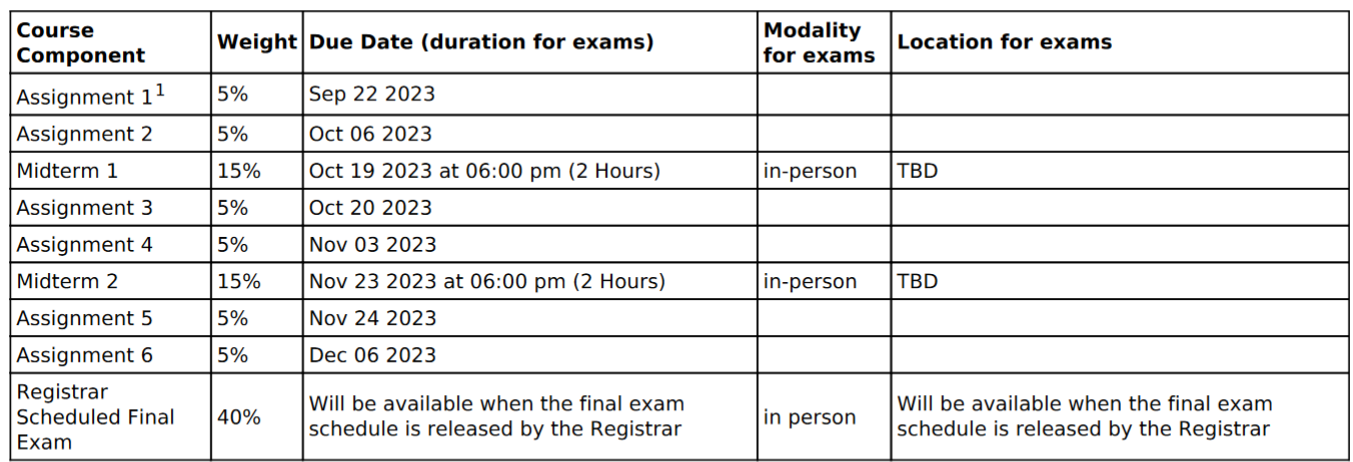 Course Component Weight Due Date (duration for exams) Modality for exams Location for exams
Assignment 1¹ 5% Sep 22 2023
Assignment 2 5% Oct 06 2023
Midterm 1 15% Oct 19 2023 at 06:00 pm (2 Hours) in-person TBD
Assignment 3 5% Oct 20 2023
Assignment 4 5% Nov 03 2023
Midterm 2 15% Nov 23 2023 at 06:00 pm (2 Hours) in-person TBD
Assignment 5 5% Nov 24 2023
Assignment 6 5% Dec 06 2023
Registrar Scheduled Final Exam 40% Will be available when the final exam schedule is released by the Registrar in person Will be available when the final exam schedule is released by the Registrar